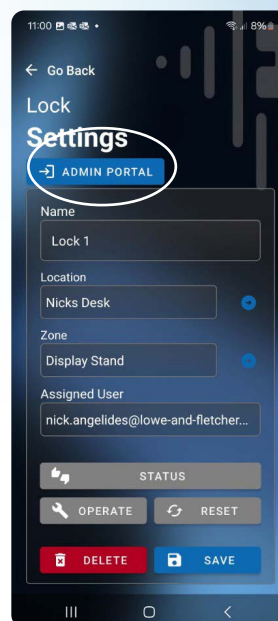 11:00 8%
Go Back
Lock
Settings
ADMIN PORTAL
Name
Lock 1
Location
Nicks Desk
Zone
Display Stand
Assigned User
nick.angelides@lowe-and-fletcher...
STATUS
OPERATE RESET
DELETE SAVE